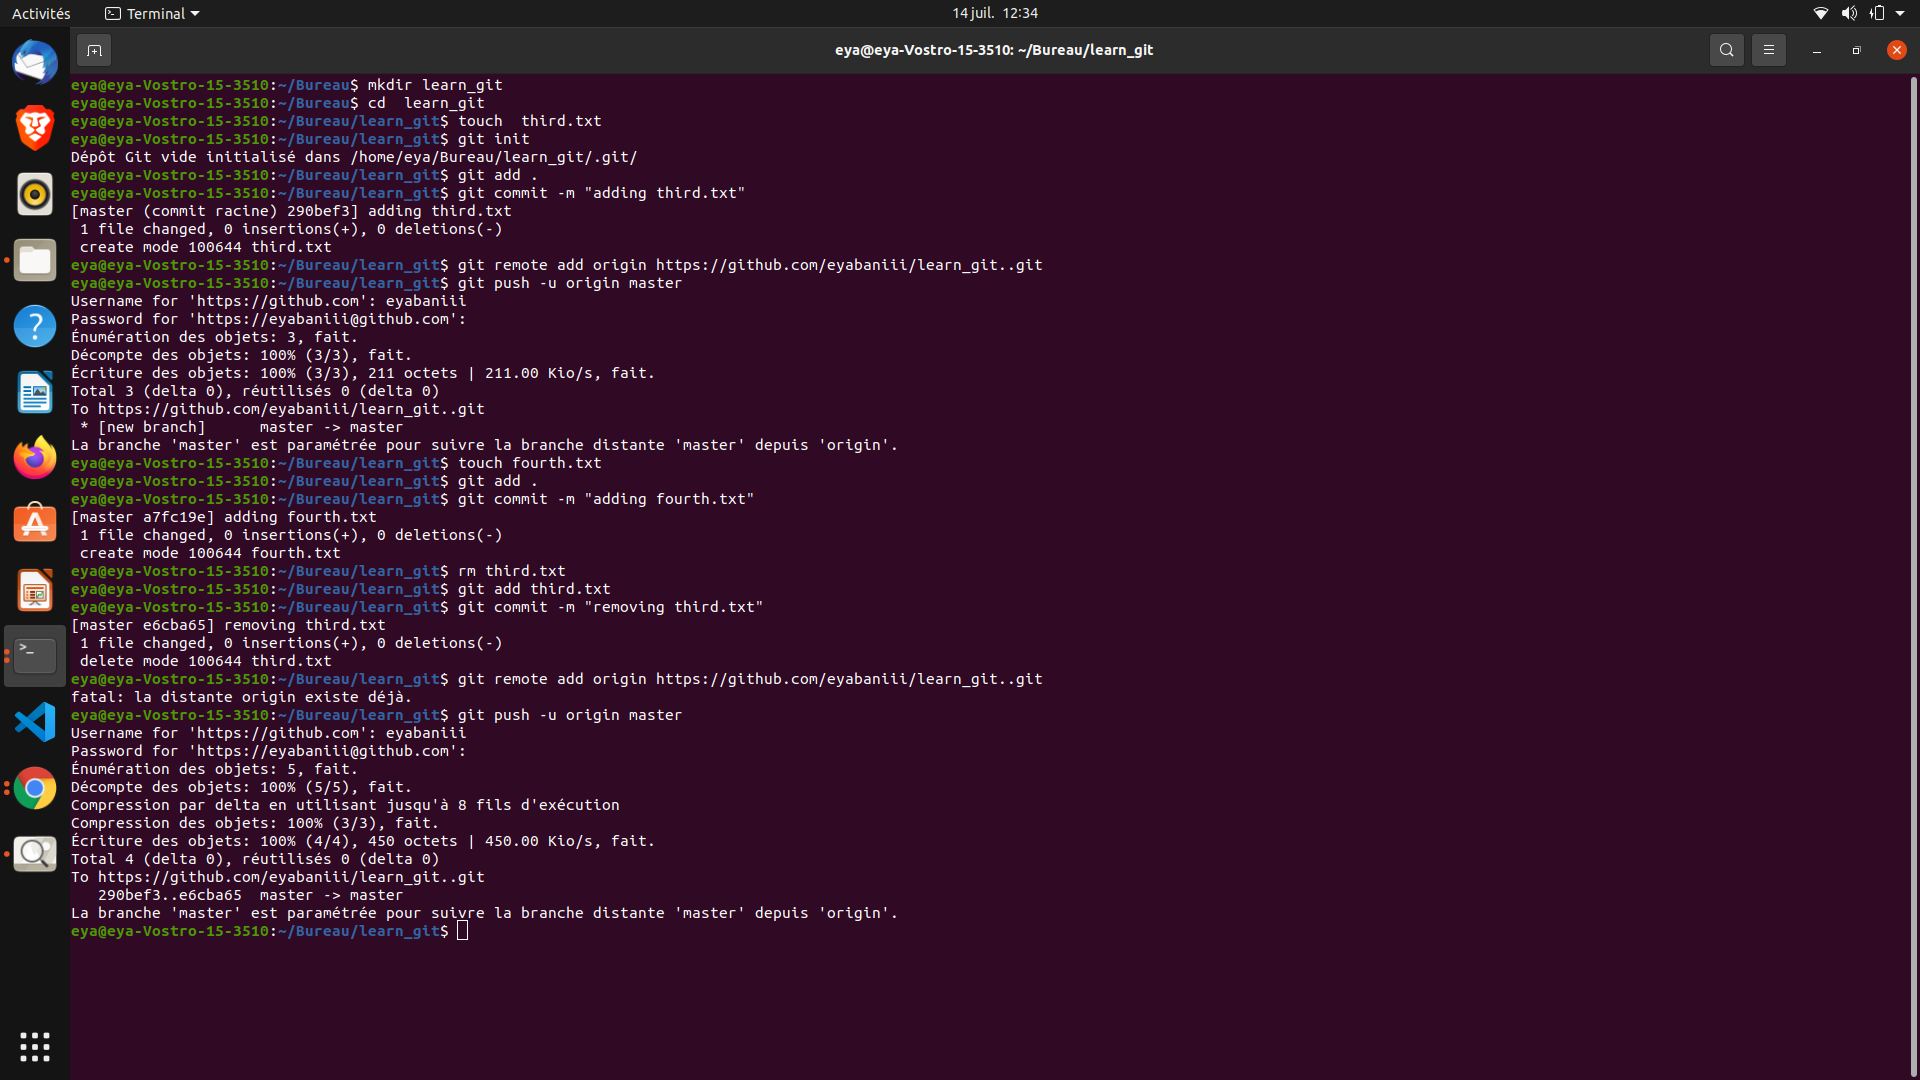 Activités
Terminal
14 juil. 12:34
eya@eya-Vostro-15-3510: ~/Bureau/learn_git
eya@eya-Vostro-15-3510:~/Bureau$ mkdir learn_git
eya@eya-Vostro-15-3510:~/Bureau$ cd  learn_git
eya@eya-Vostro-15-3510:~/Bureau/learn_git$ touch  third.txt
eya@eya-Vostro-15-3510:~/Bureau/learn_git$ git init
Dépôt Git vide initialisé dans /home/eya/Bureau/learn_git/.git/
eya@eya-Vostro-15-3510:~/Bureau/learn_git$ git add .
eya@eya-Vostro-15-3510:~/Bureau/learn_git$ git commit -m "adding third.txt"
[master (commit racine) 290bef3] adding third.txt
 1 file changed, 0 insertions(+), 0 deletions(-)
 create mode 100644 third.txt
eya@eya-Vostro-15-3510:~/Bureau/learn_git$ git remote add origin https://github.com/eyabaniii/learn_git..git
eya@eya-Vostro-15-3510:~/Bureau/learn_git$ git push -u origin master
Username for 'https://github.com': eyabaniii
Password for 'https://eyabaniii@github.com':
Énumération des objets: 3, fait.
Décompte des objets: 100% (3/3), fait.
Écriture des objets: 100% (3/3), 211 octets | 211.00 Kio/s, fait.
Total 3 (delta 0), réutilisés 0 (delta 0)
To https://github.com/eyabaniii/learn_git..git
 * [new branch]      master -> master
La branche 'master' est paramétrée pour suivre la branche distante 'master' depuis 'origin'.
eya@eya-Vostro-15-3510:~/Bureau/learn_git$ touch fourth.txt
eya@eya-Vostro-15-3510:~/Bureau/learn_git$ git add .
eya@eya-Vostro-15-3510:~/Bureau/learn_git$ git commit -m "adding fourth.txt"
[master a7fc19e] adding fourth.txt
 1 file changed, 0 insertions(+), 0 deletions(-)
 create mode 100644 fourth.txt
eya@eya-Vostro-15-3510:~/Bureau/learn_git$ rm third.txt
eya@eya-Vostro-15-3510:~/Bureau/learn_git$ git add third.txt
eya@eya-Vostro-15-3510:~/Bureau/learn_git$ git commit -m "removing third.txt"
[master e6cba65] removing third.txt
 1 file changed, 0 insertions(+), 0 deletions(-)
 delete mode 100644 third.txt
eya@eya-Vostro-15-3510:~/Bureau/learn_git$ git remote add origin https://github.com/eyabaniii/learn_git..git
fatal: la distante origin existe déjà.
eya@eya-Vostro-15-3510:~/Bureau/learn_git$ git push -u origin master
Username for 'https://github.com': eyabaniii
Password for 'https://eyabaniii@github.com':
Énumération des objets: 5, fait.
Décompte des objets: 100% (5/5), fait.
Compression par delta en utilisant jusqu'à 8 fils d'exécution
Compression des objets: 100% (3/3), fait.
Écriture des objets: 100% (4/4), 450 octets | 450.00 Kio/s, fait.
Total 4 (delta 0), réutilisés 0 (delta 0)
To https://github.com/eyabaniii/learn_git..git
   290bef3..e6cba65  master -> master
La branche 'master' est paramétrée pour suivre la branche distante 'master' depuis 'origin'.
eya@eya-Vostro-15-3510:~/Bureau/learn_git$